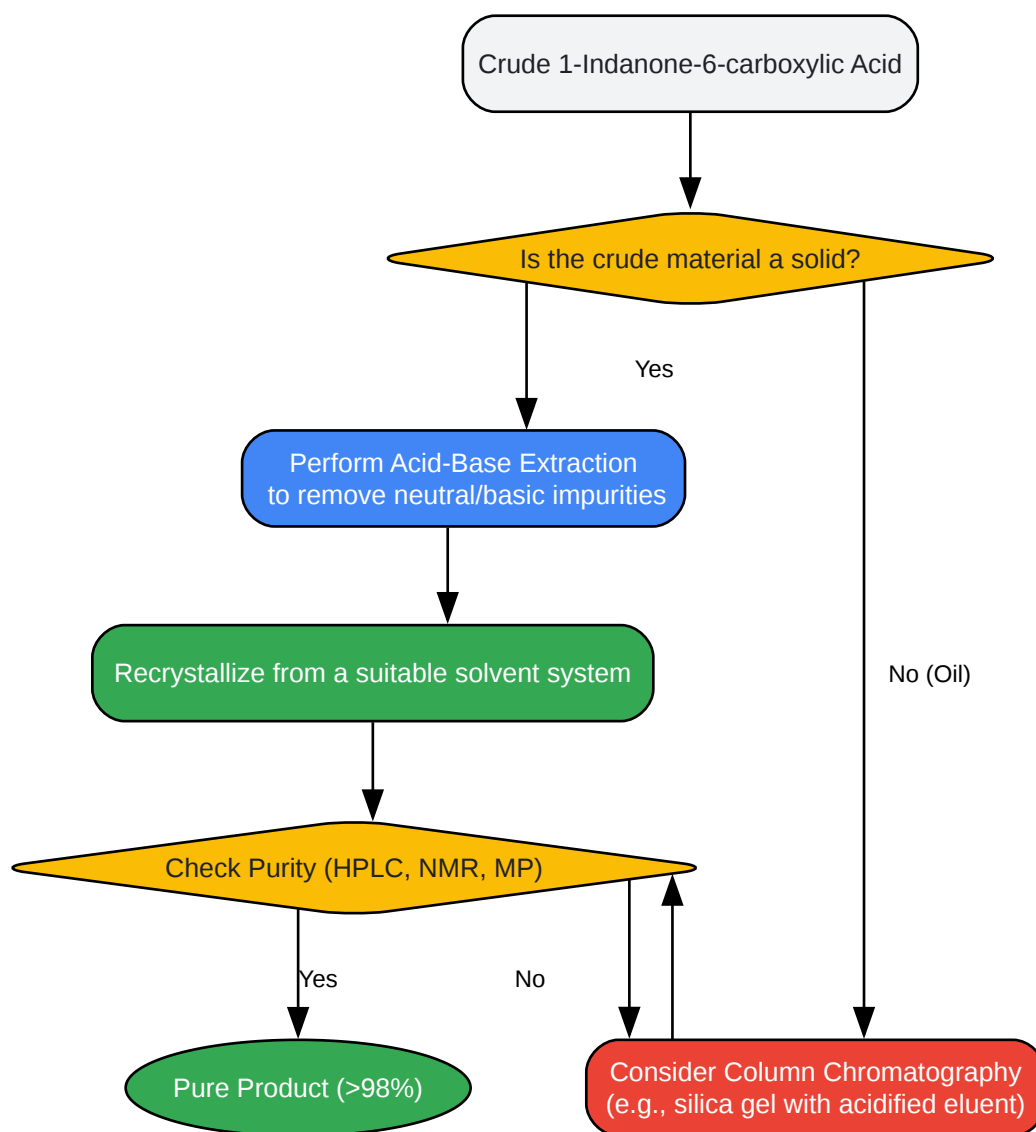 Crude 1-Indanone-6-carboxylic Acid
Is the crude material a solid?
Yes
Perform Acid-Base Extraction
to remove neutral/basic impurities
Recrystallize from a suitable solvent system
No (Oil)
Check Purity (HPLC, NMR, MP)
Yes
No
Pure Product (>98%)
Consider Column Chromatography
(e.g., silica gel with acidified eluent)